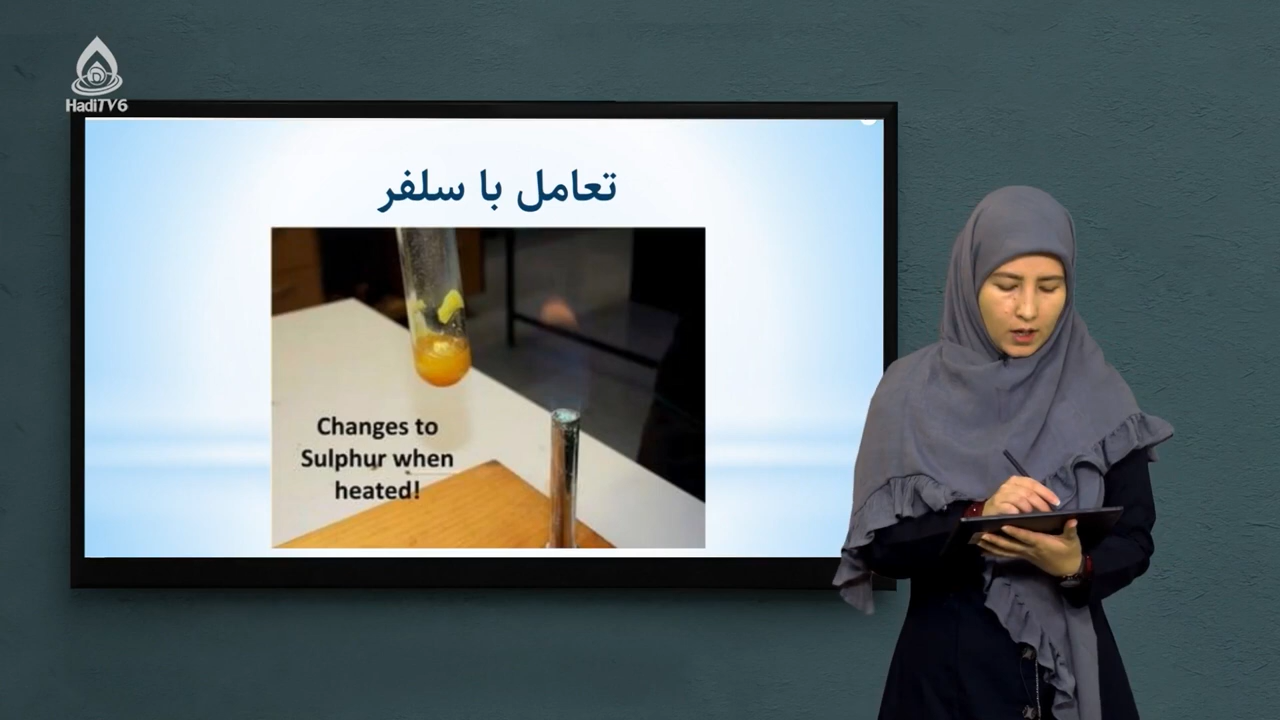 HadiTV6
تعامل با سلفر
Changes to
Sulphur when
heated!